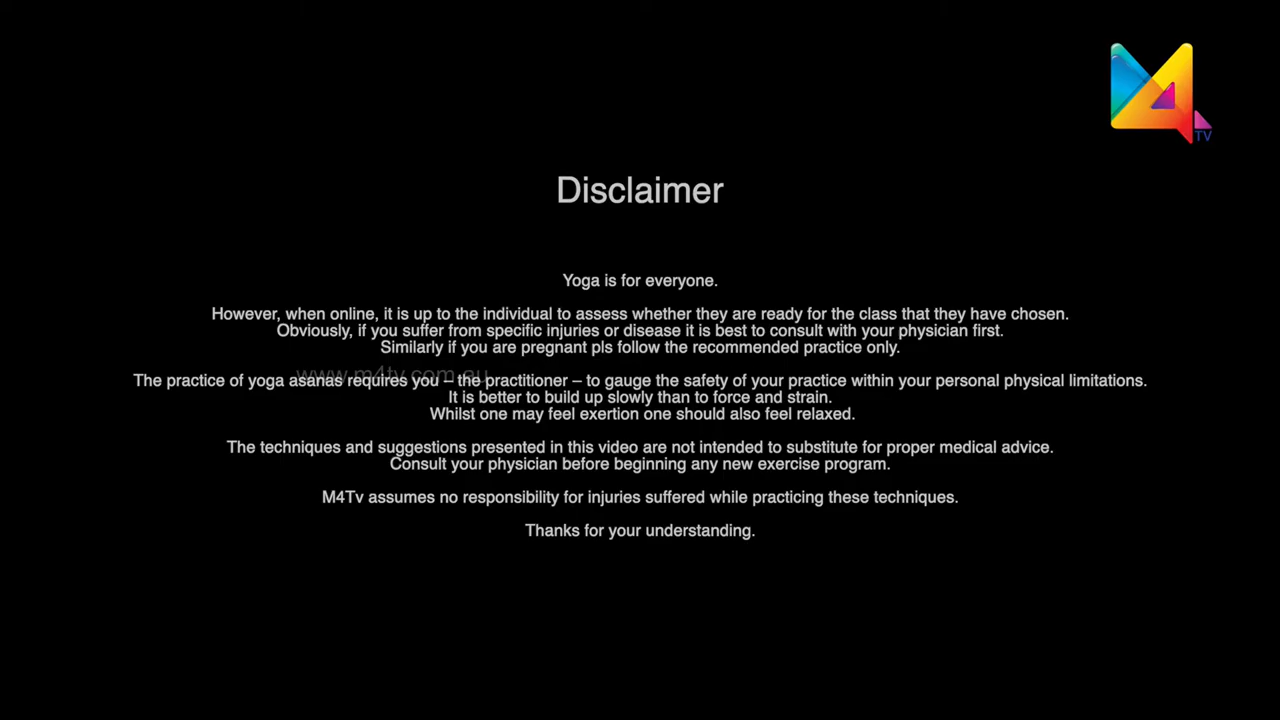 M4
TV
Disclaimer
Yoga is for everyone.
However, when online, it is up to the individual to assess whether they are ready for the class that they have chosen.
Obviously, if you suffer from specific injuries or disease it is best to consult with your physician first.
Similarly if you are pregnant pls follow the recommended practice only.
www.m4tv.com.au
The practice of yoga asanas requires you – the practitioner – to gauge the safety of your practice within your personal physical limitations.
It is better to build up slowly than to force and strain.
Whilst one may feel exertion one should also feel relaxed.
The techniques and suggestions presented in this video are not intended to substitute for proper medical advice.
Consult your physician before beginning any new exercise program.
M4Tv assumes no responsibility for injuries suffered while practicing these techniques.
Thanks for your understanding.